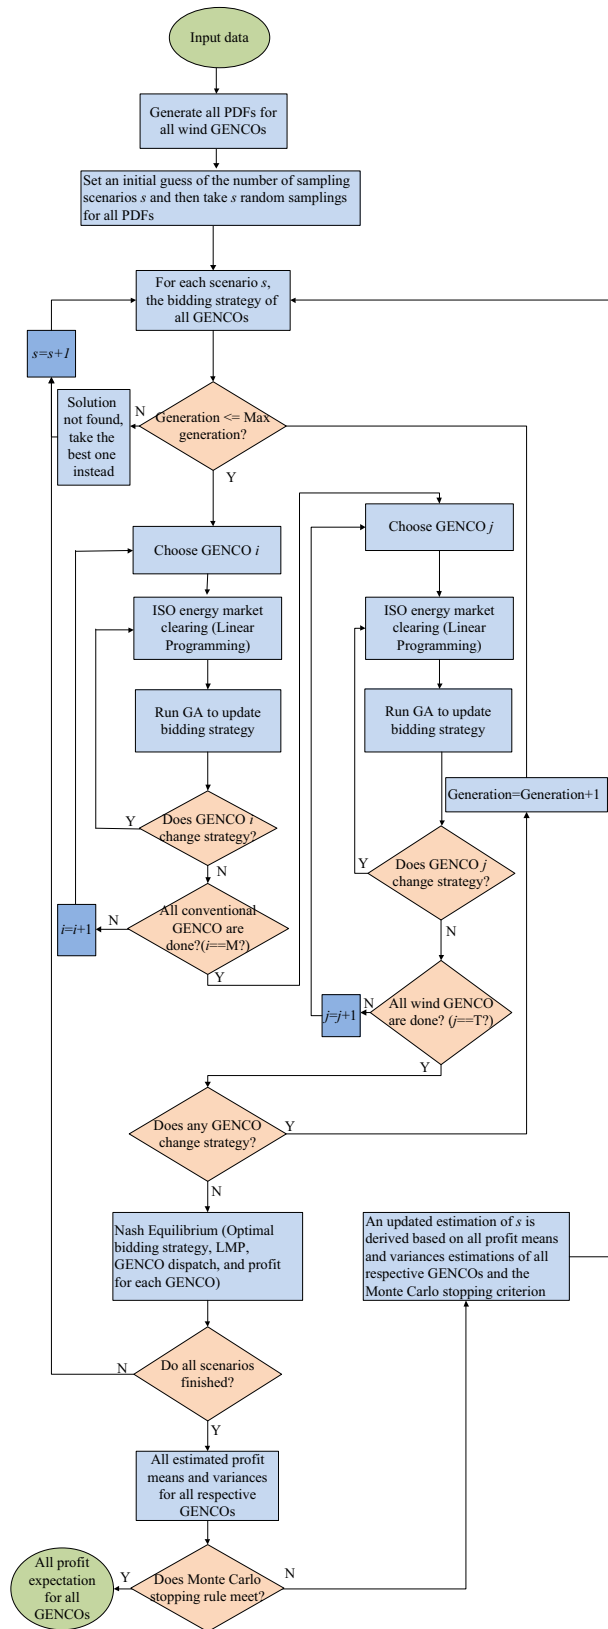 Input data
Generate all PDFs for
all wind GENCOs
Set an initial guess of the number of sampling
scenarios s and then take s random samplings
for all PDFs
For each scenario s,
the bidding strategy of
all GENCOs
s=s+1
Solution
not found,
take the
best one
instead
N
Generation <= Max
generation?
Y
Choose GENCO i
Choose GENCO j
ISO energy market
clearing (Linear
Programming)
ISO energy market
clearing (Linear
Programming)
Run GA to update
bidding strategy
Run GA to update
bidding strategy
Generation=Generation+1
Y
Does GENCO i
change strategy?
N
Y
Does GENCO j
change strategy?
N
i=i+1
N
All conventional
GENCO are
done?(i==M?)
Y
j=j+1
N
All wind GENCO
are done? (j==T?)
Y
Does any GENCO
change strategy?
Y
N
Nash Equilibrium (Optimal
bidding strategy, LMP,
GENCO dispatch, and profit
for each GENCO)
An updated estimation of s is
derived based on all profit means
and variances estimations of all
respective GENCOs and the
Monte Carlo stopping criterion
N
Do all scenarios
finished?
Y
All estimated profit
means and variances
for all respective
GENCOs
All profit
expectation
for all
GENCOs
Y
Does Monte Carlo
stopping rule meet?
N